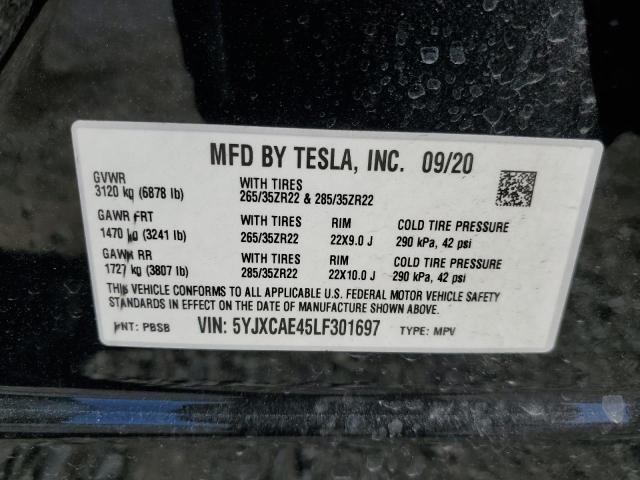 MFD BY TESLA, INC. 09/20
GVWR
3120 kg (6878 lb)
WITH TIRES
265/35ZR22 & 285/35ZR22
GAWR FRT
1470 kg (3241 lb)
WITH TIRES
265/35ZR22
RIM
22X9.0 J
COLD TIRE PRESSURE
290 kPa, 42 psi
GAWR RR
1727 kg (3807 lb)
WITH TIRES
285/35ZR22
RIM
22X10.0 J
COLD TIRE PRESSURE
290 kPa, 42 psi
THIS VEHICLE CONFORMS TO ALL APPLICABLE U.S. FEDERAL MOTOR VEHICLE SAFETY
STANDARDS IN EFFECT ON THE DATE OF MANUFACTURE SHOWN ABOVE.
PNT: PBSB
VIN: 5YJXCAE45LF301697
TYPE: MPV